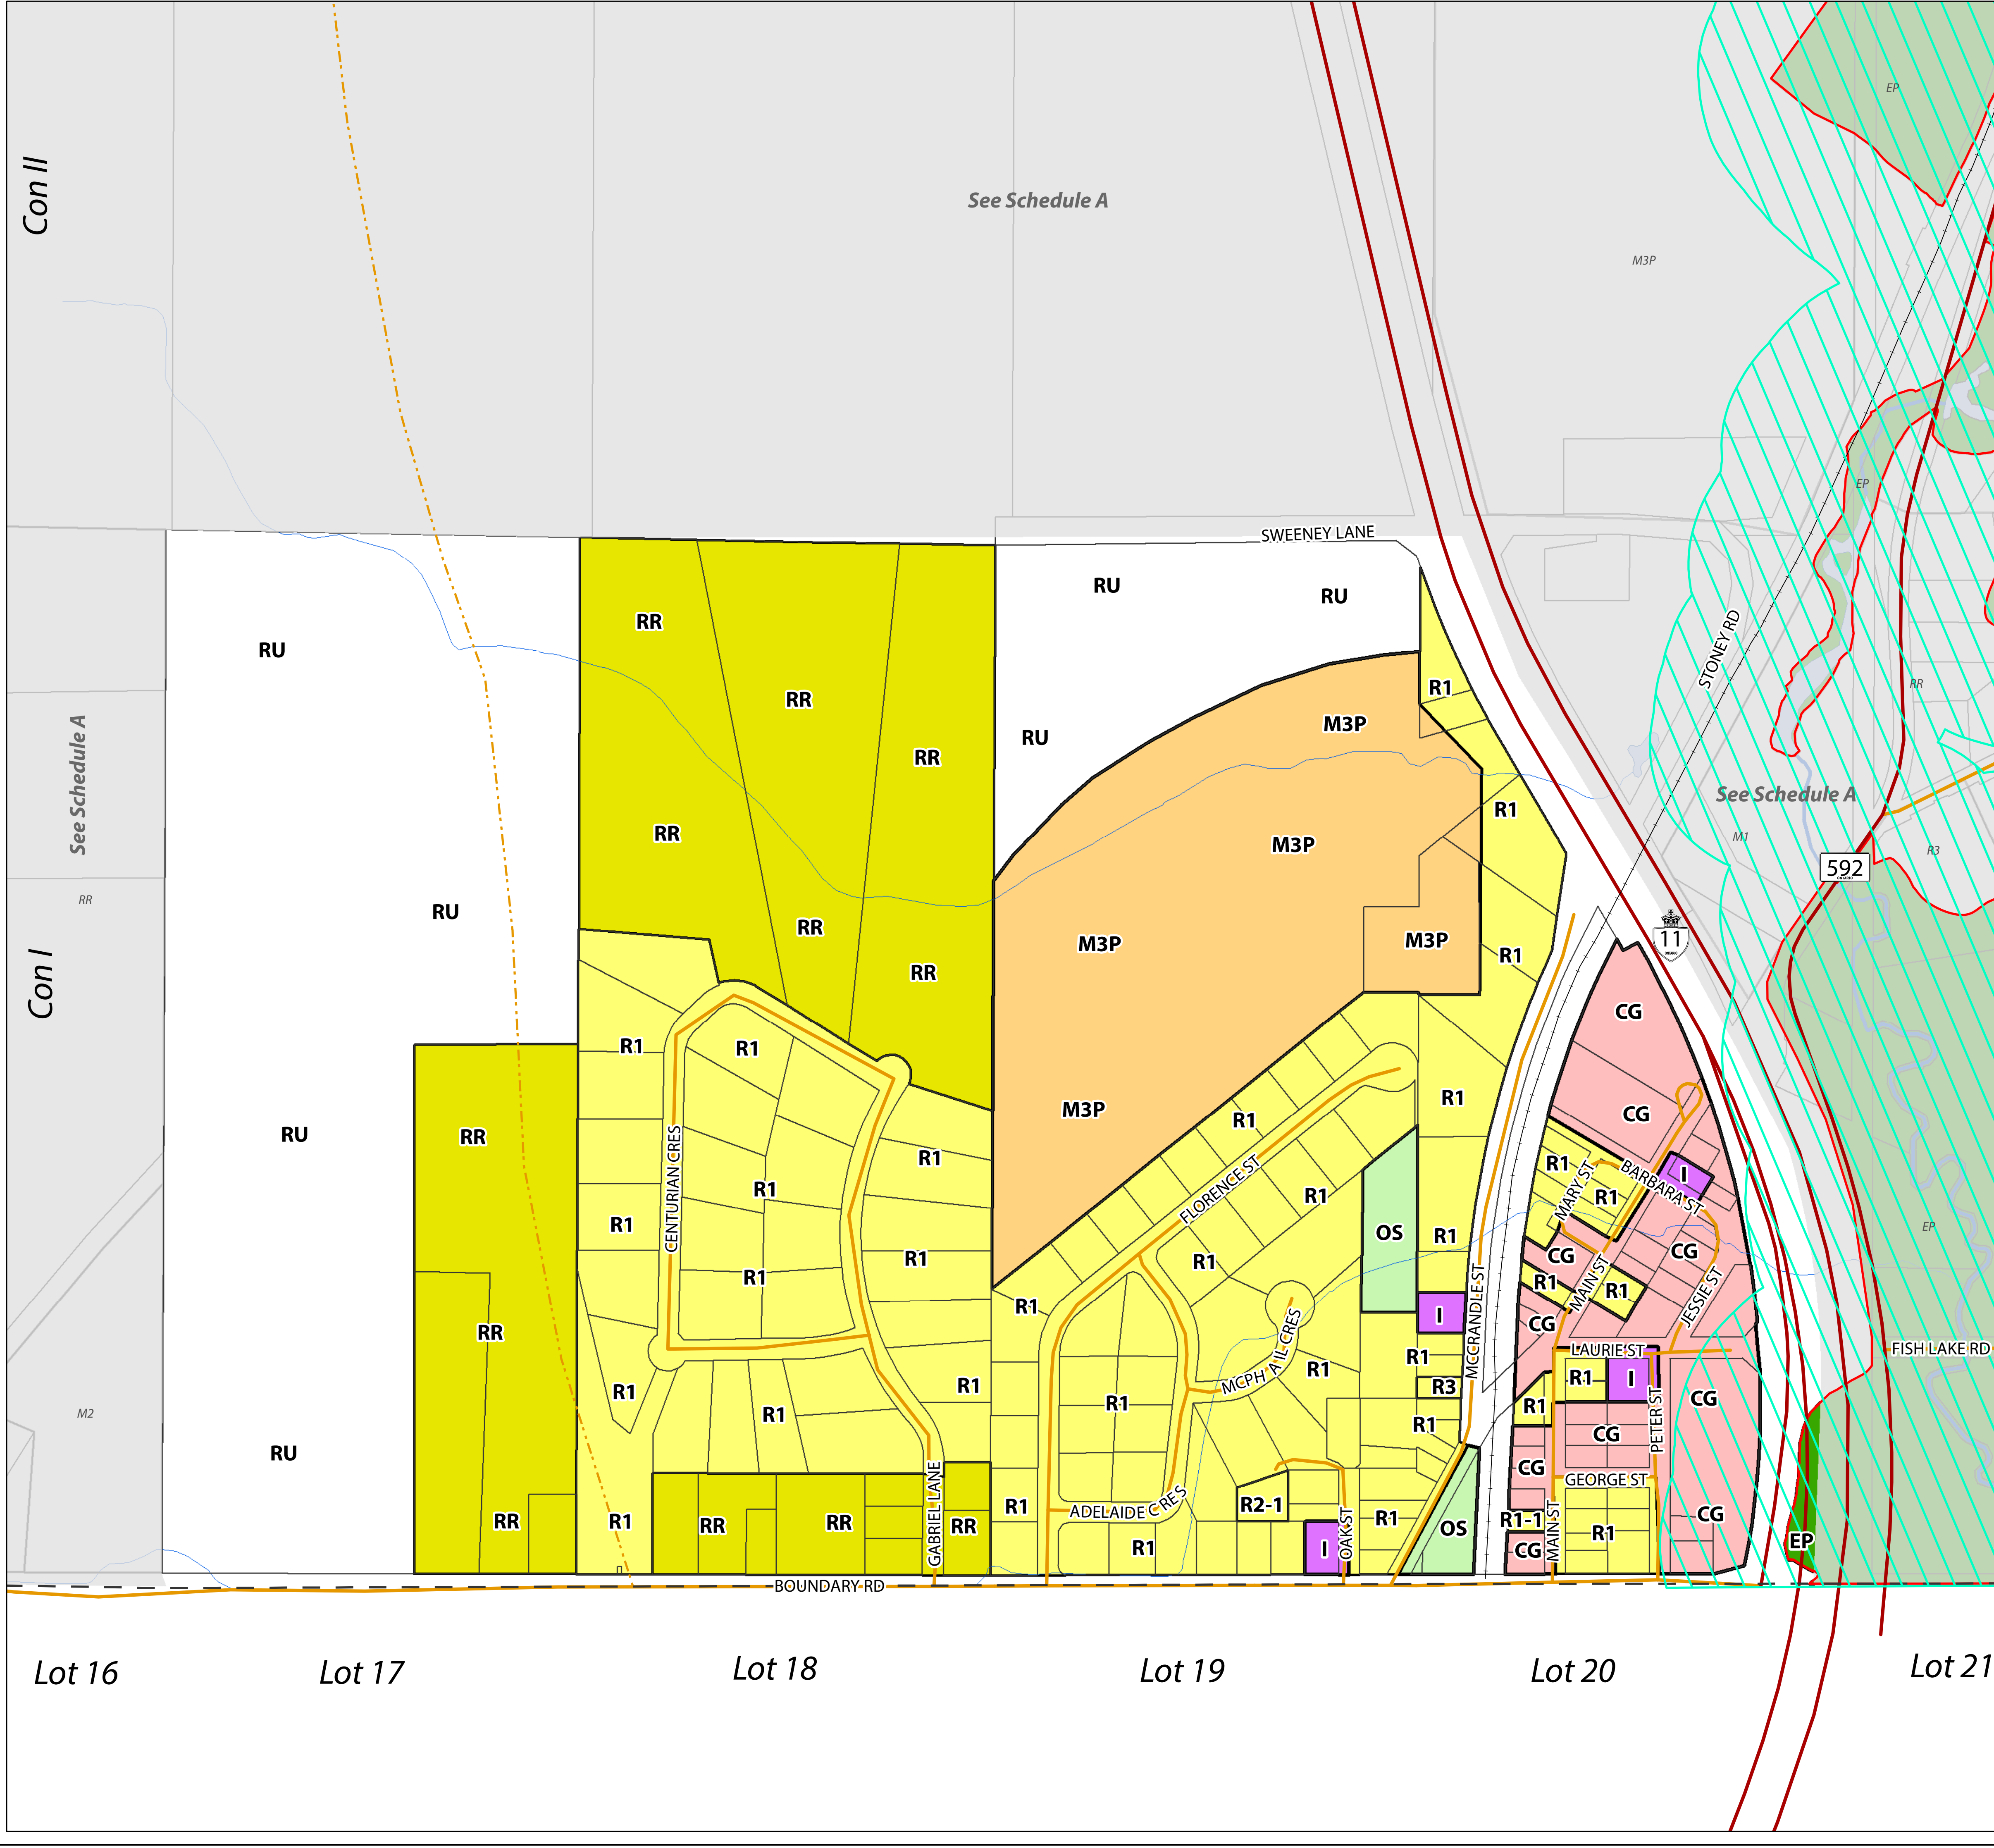 Con II
EP
See Schedule A
M3P
EP
SWEENEY LANE
RU
RU
RR
RU
STONEY RD
RR
R1
RR
M3P
RU
See Schedule A
RR
See Schedule A
R1
M1
RR
M3P
R3
592
ONTARIO
RR
RU
RR
M3P
M3P
R1
11
ONTARIO
Con I
RR
CG
R1
R1
R1
M3P
CG
RU
RR
R1
CENTURIAN CRES
R1
R1
FLORENCE ST
R1
R1
MARY ST
R1
BARBARA ST
I
R1
R1
OS
R1
EP
R1
R1
R1
CG
CG
R1
R1
MAIN ST
R1
JESSIE ST
R1
I
CG
RR
MCCRANDLE ST
MCPHAIL CRES
LAURIE ST
FISH LAKE RD
R1
R1
R1
R3
R1
I
CG
R1
M2
R1
R1
R1
R1
PETER ST
CG
RU
CG
GEORGE ST
GABRIEL LANE
R1
ADELAIDE CRES
R2-1
RR
R1
RR
RR
RR
R1
OS
R1-1
MAIN ST
R1
CG
R1
I
OAK ST
CG
EP
BOUNDARY RD
Lot 16
Lot 17
Lot 18
Lot 19
Lot 20
Lot 21